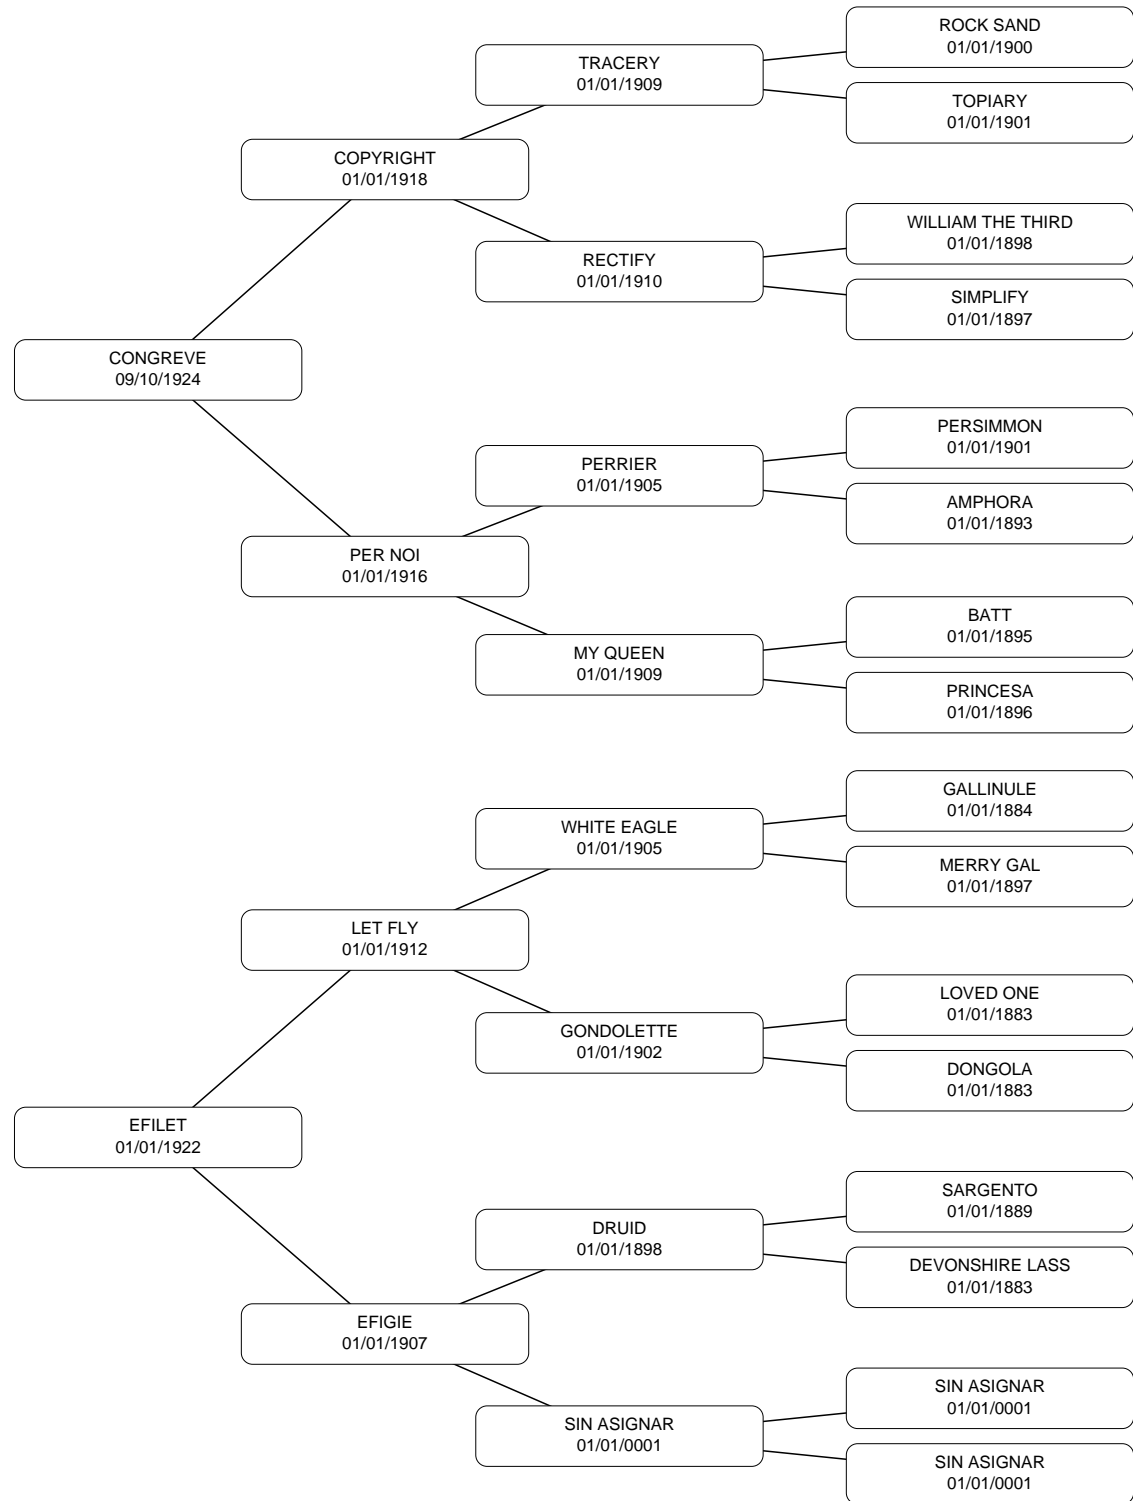 ROCK SAND
01/01/1900
TRACERY
01/01/1909
TOPIARY
01/01/1901
COPYRIGHT
01/01/1918
WILLIAM THE THIRD
01/01/1898
RECTIFY
01/01/1910
SIMPLIFY
01/01/1897
CONGREVE
09/10/1924
PERSIMMON
01/01/1901
PERRIER
01/01/1905
AMPHORA
01/01/1893
PER NOI
01/01/1916
BATT
01/01/1895
MY QUEEN
01/01/1909
PRINCESA
01/01/1896
GALLINULE
01/01/1884
WHITE EAGLE
01/01/1905
MERRY GAL
01/01/1897
LET FLY
01/01/1912
LOVED ONE
01/01/1883
GONDOLETTE
01/01/1902
DONGOLA
01/01/1883
EFILET
01/01/1922
SARGENTO
01/01/1889
DRUID
01/01/1898
DEVONSHIRE LASS
01/01/1883
EFIGIE
01/01/1907
SIN ASIGNAR
01/01/0001
SIN ASIGNAR
01/01/0001
SIN ASIGNAR
01/01/0001